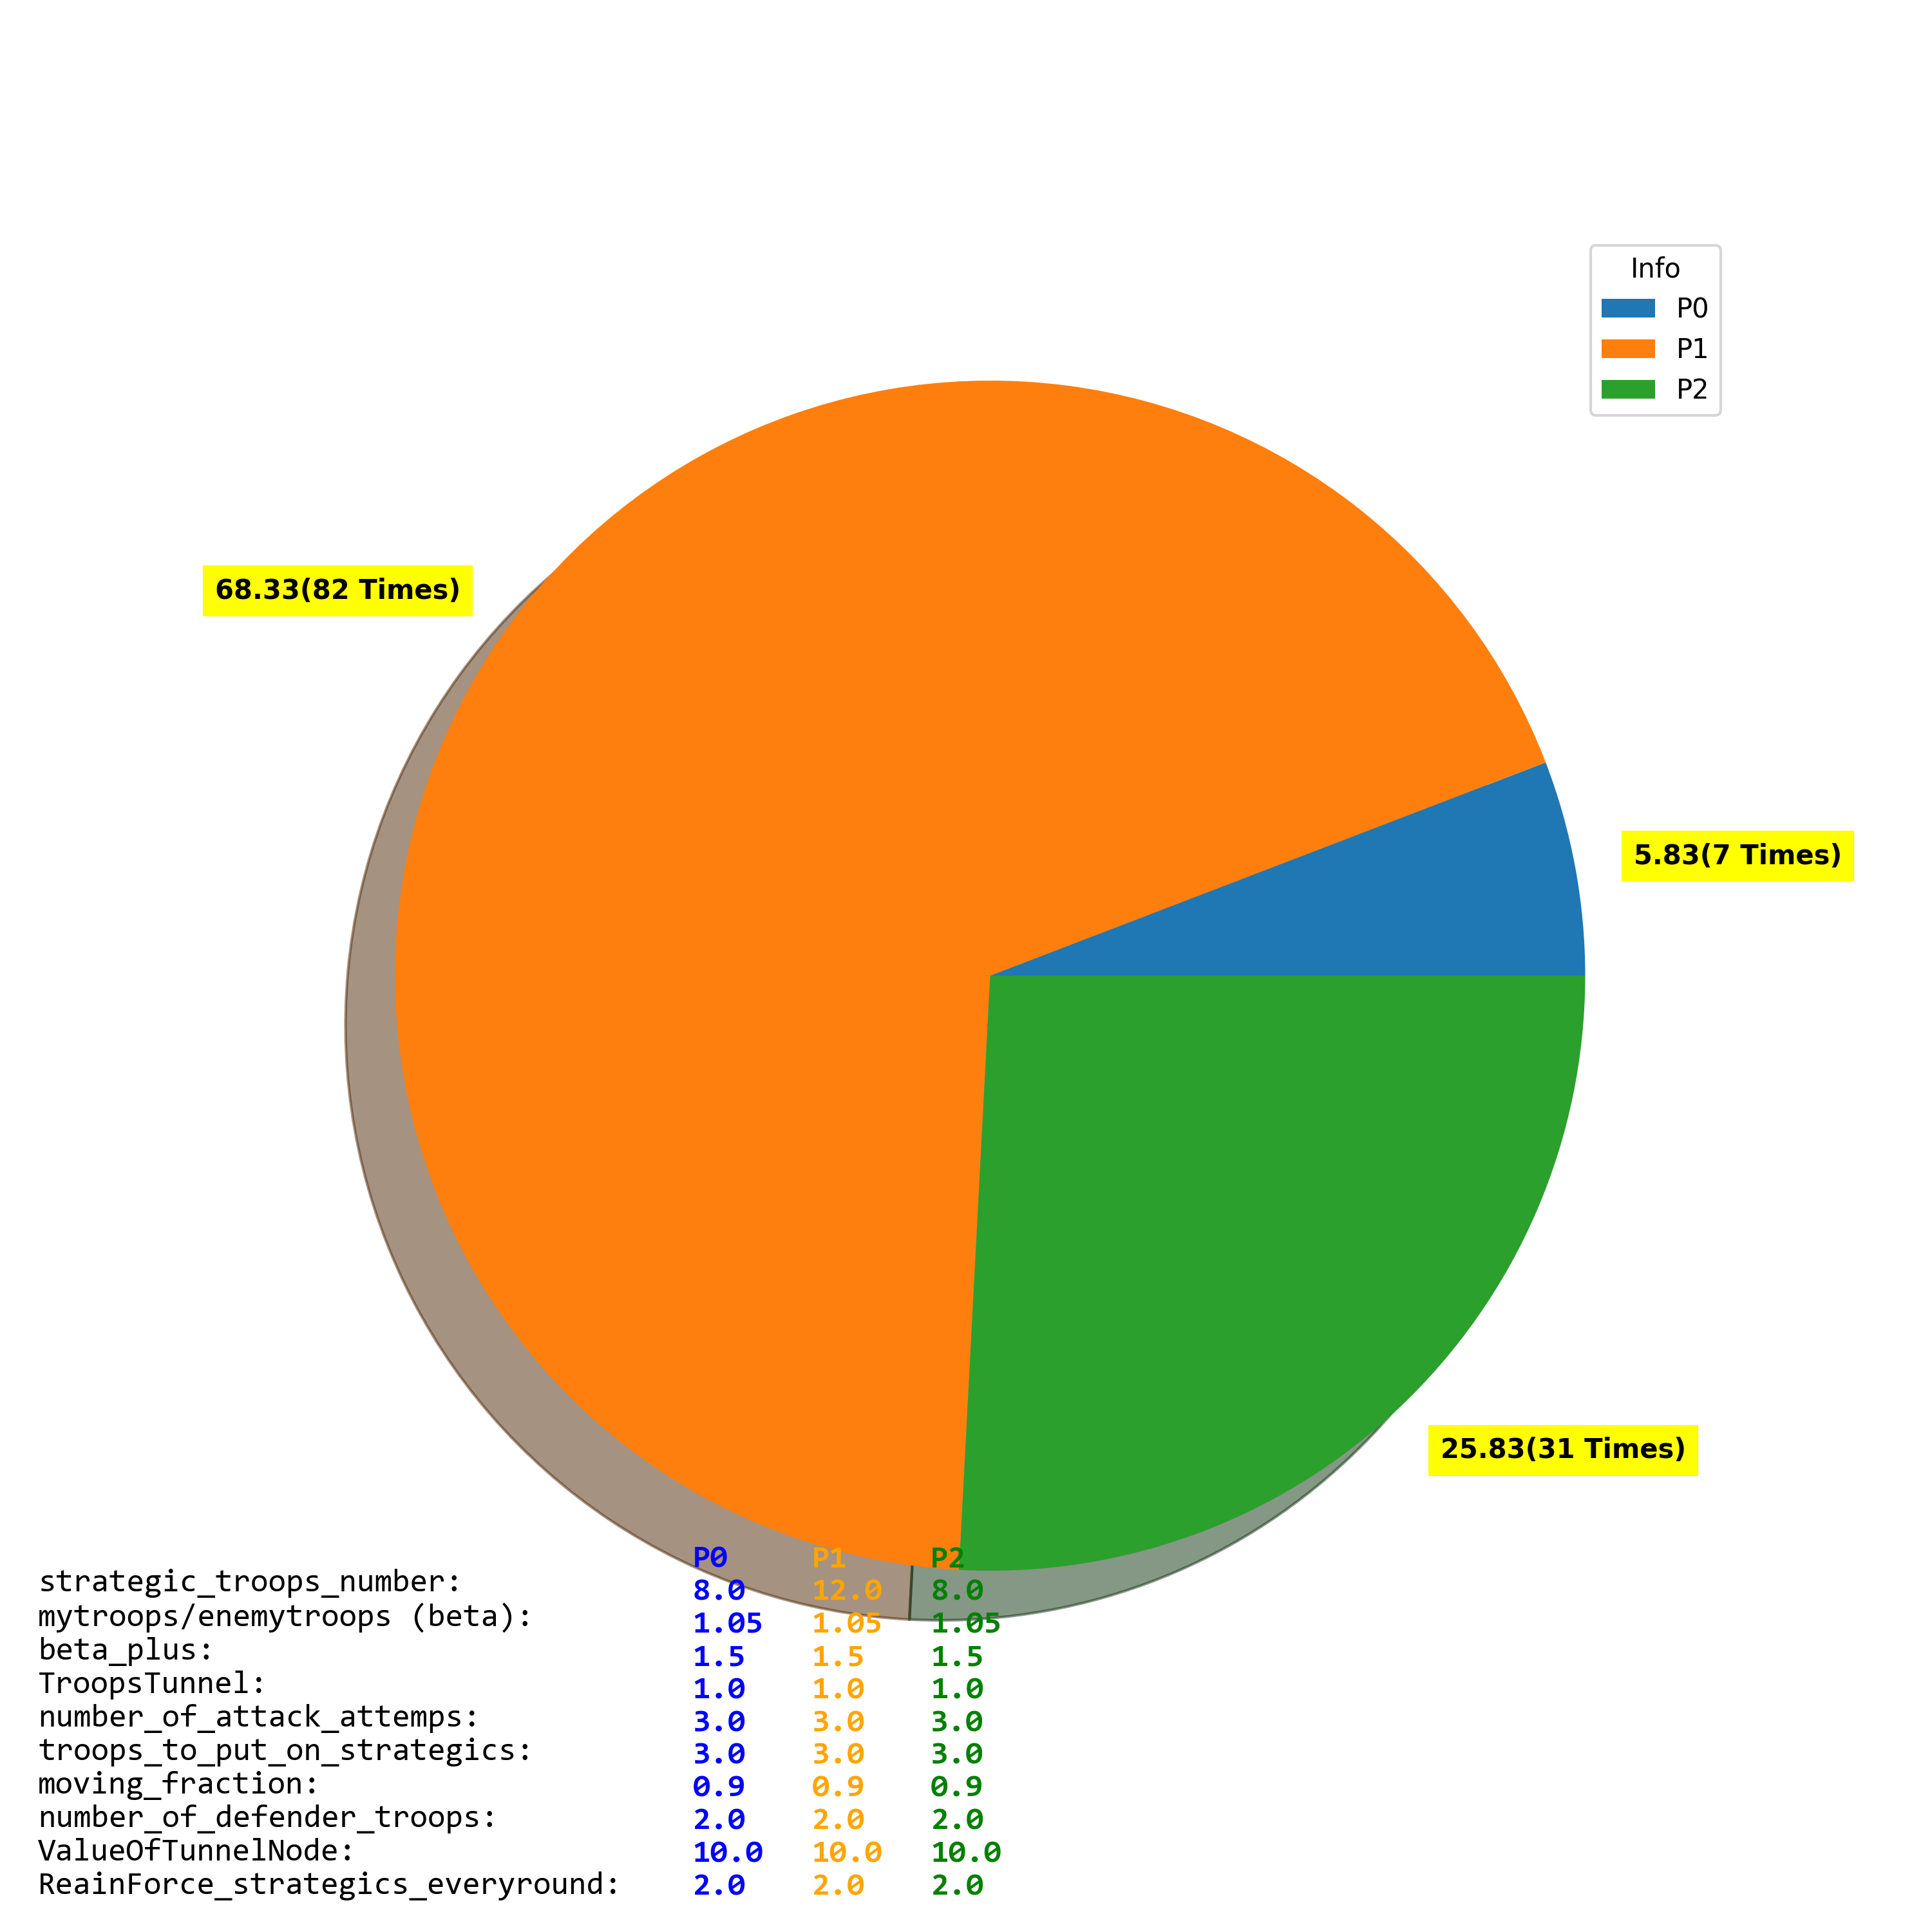 Info
P0
P1
P2
68.33(82 Times)
5.83(7 Times)
25.83(31 Times)
P0 P1 P2
strategic_troops_number: 8.0 12.0 8.0
mytroops/enemytroops (beta): 1.05 1.05 1.05
beta_plus: 1.5 1.5 1.5
TroopsTunnel: 1.0 1.0 1.0
number_of_attack_attemps: 3.0 3.0 3.0
troops_to_put_on_strategics: 3.0 3.0 3.0
moving_fraction: 0.9 0.9 0.9
number_of_defender_troops: 2.0 2.0 2.0
ValueOfTunnelNode: 10.0 10.0 10.0
ReainForce_strategics_everyround: 2.0 2.0 2.0